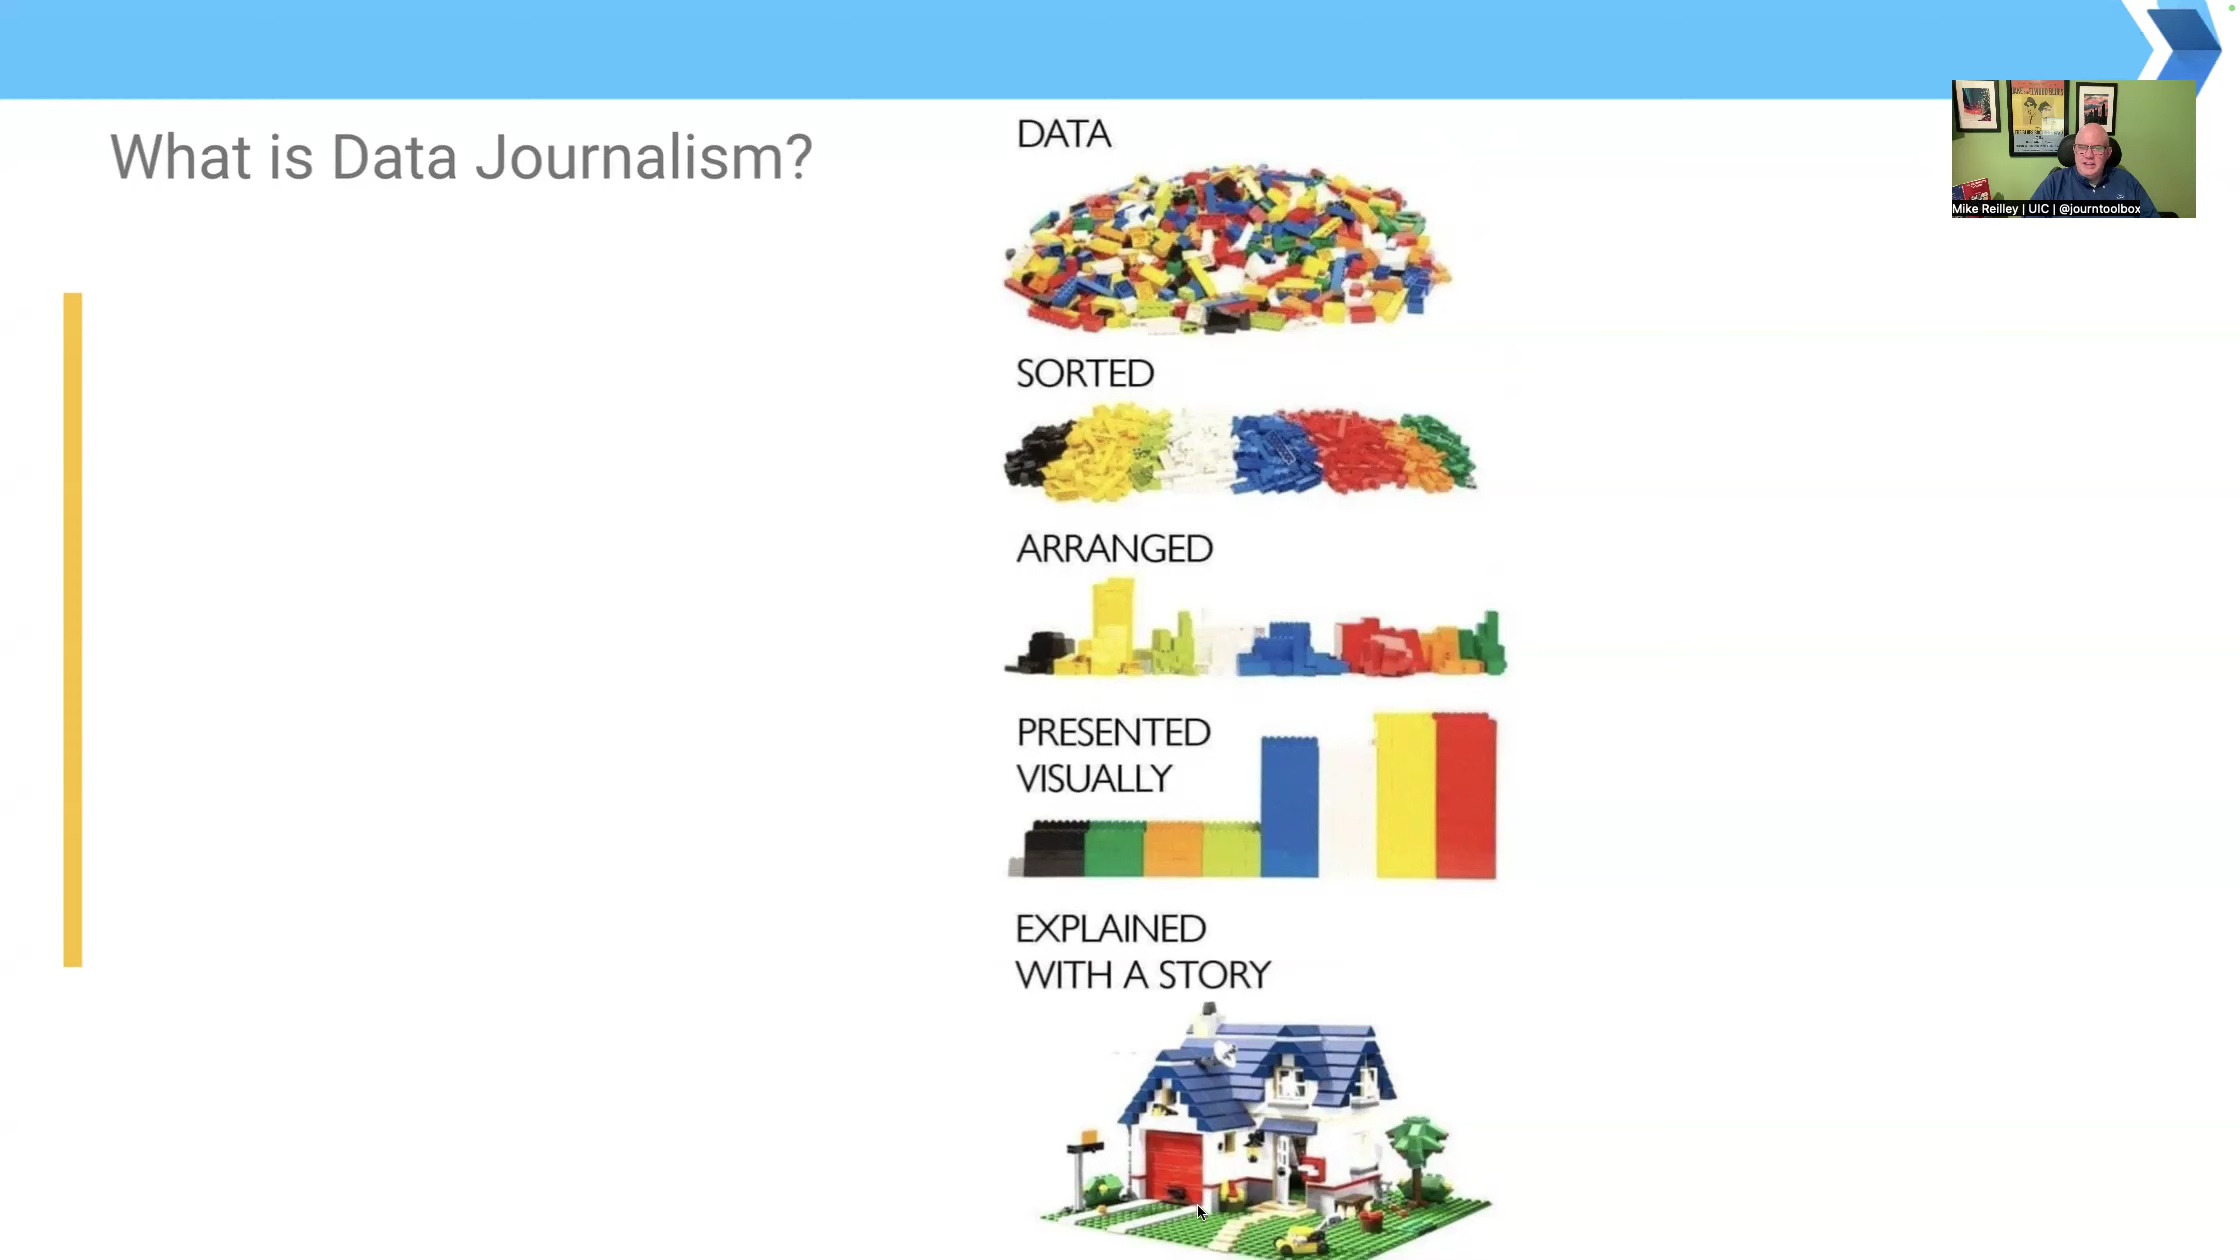 What is Data Journalism?
DATA
SORTED
ARRANGED
PRESENTED
VISUALLY
EXPLAINED
WITH A STORY
Mike Reilley | UIC | @journtoolbox